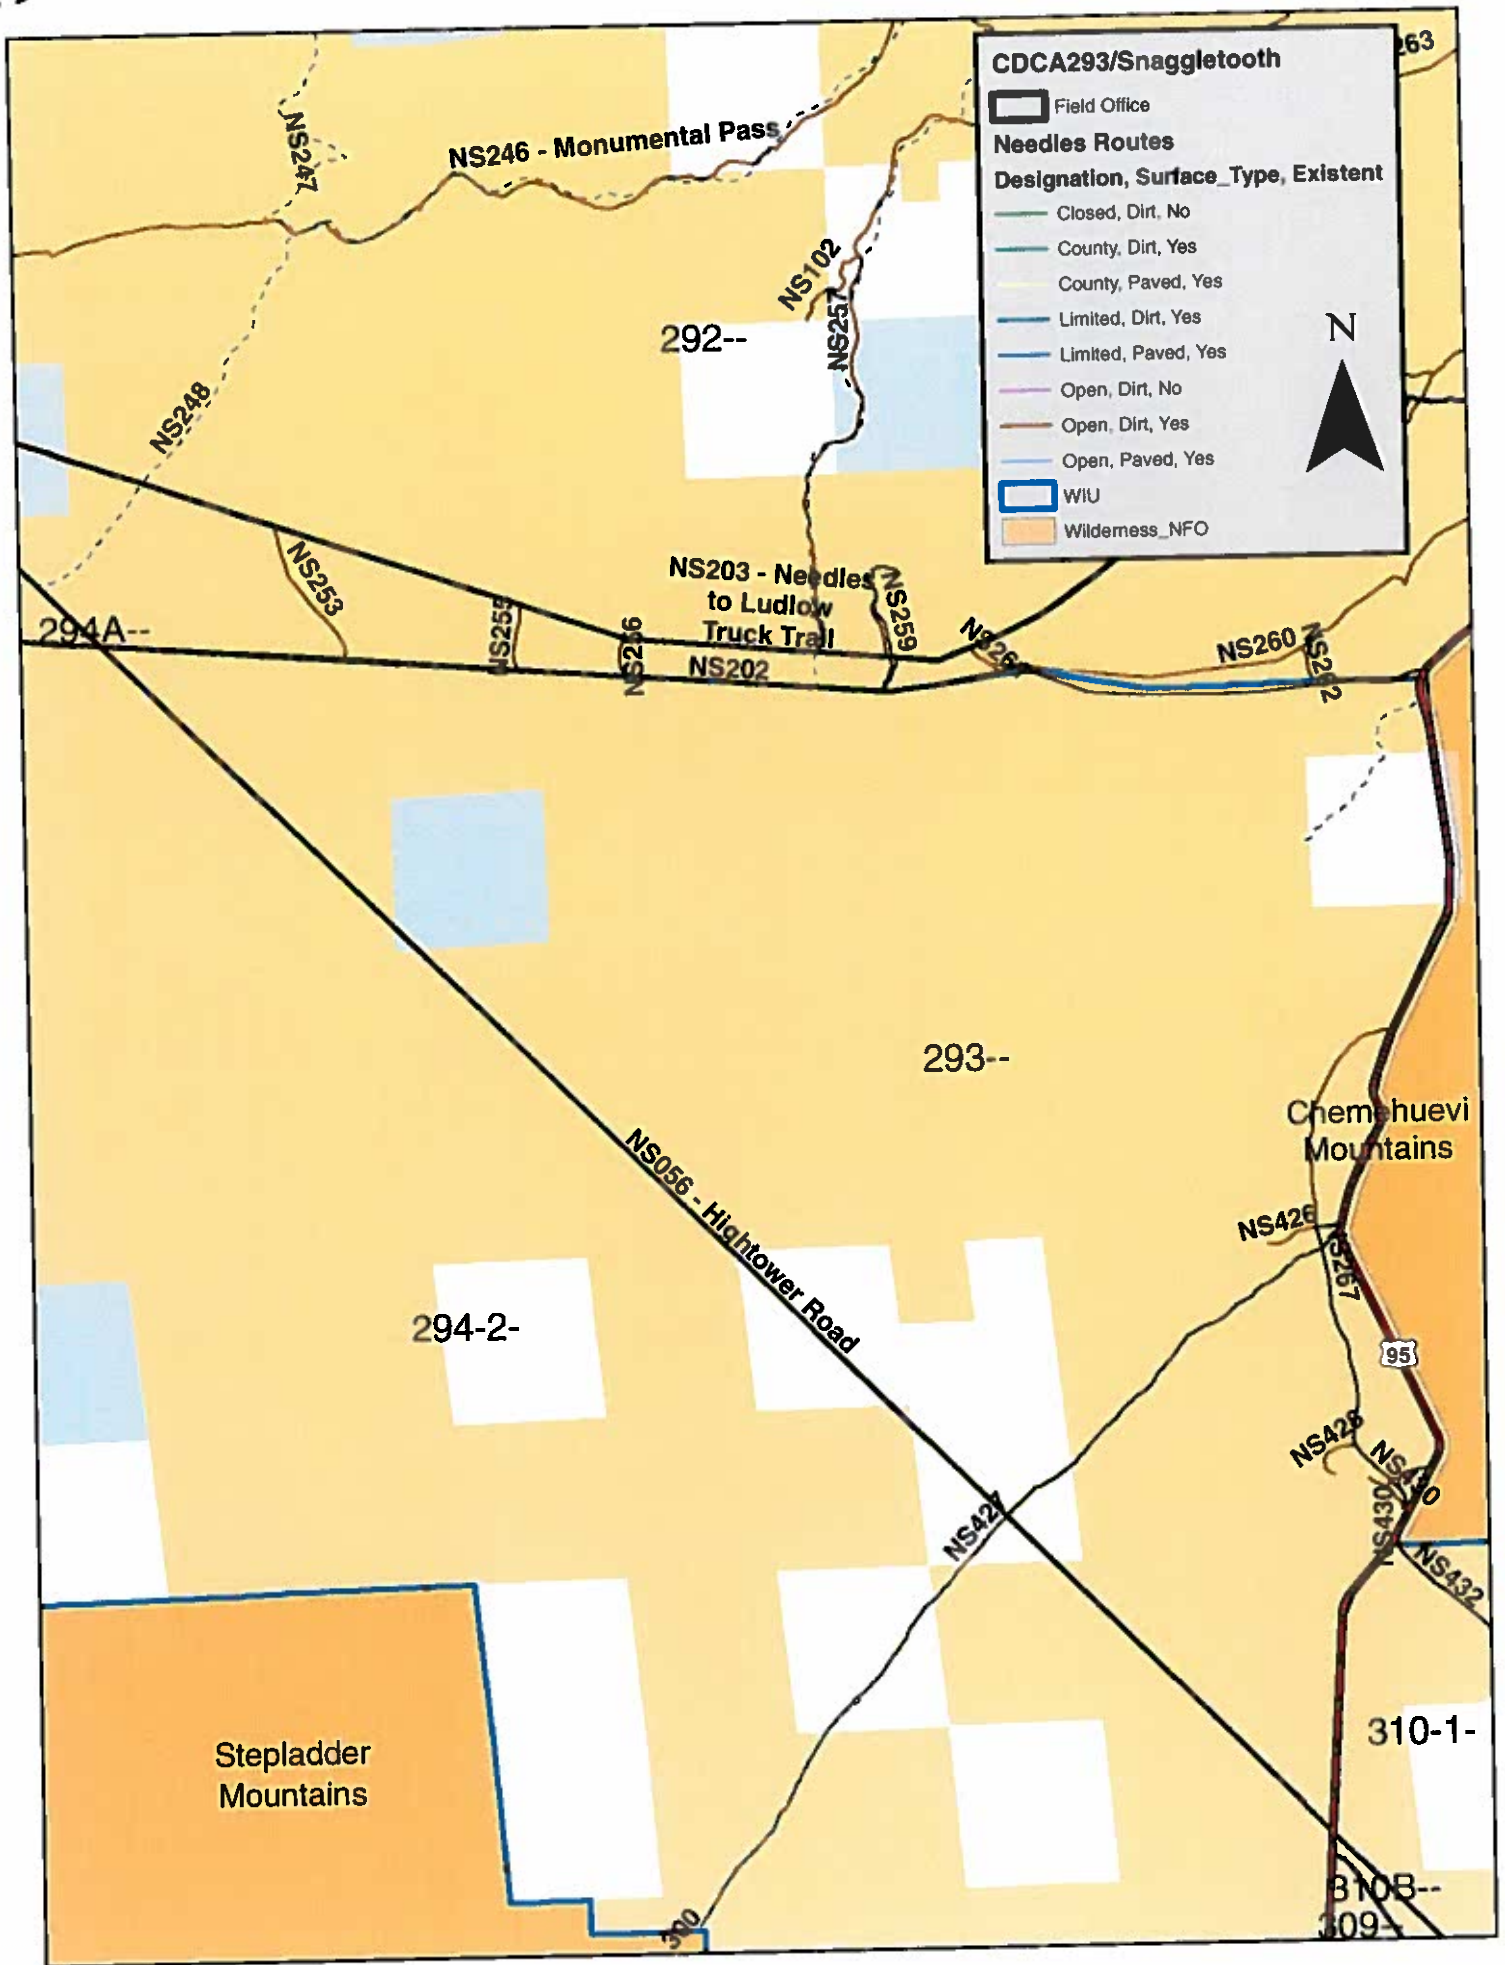 263
CDCA293/Snaggletooth
Field Office
Needles Routes
Designation, Surface_Type, Existent
Closed, Dirt, No
County, Dirt, Yes
County, Paved, Yes
Limited, Dirt, Yes
Limited, Paved, Yes
Open, Dirt, No
Open, Dirt, Yes
Open, Paved, Yes
WIU
Wilderness_NFO
N
NS247
NS246 - Monumental Pass
NS102
NS257
292--
NS248
NS253
NS255
NS256
NS203 - Needles
to Ludlow
Truck Trail
NS259
NS260
NS262
294A--
NS202
293--
Chemehuevi
Mountains
NS056 - Hightower Road
NS426
95
294-2-
NS428
NS430
NS430
NS427
NS432
Stepladder
Mountains
310-1-
310B--
309--
300